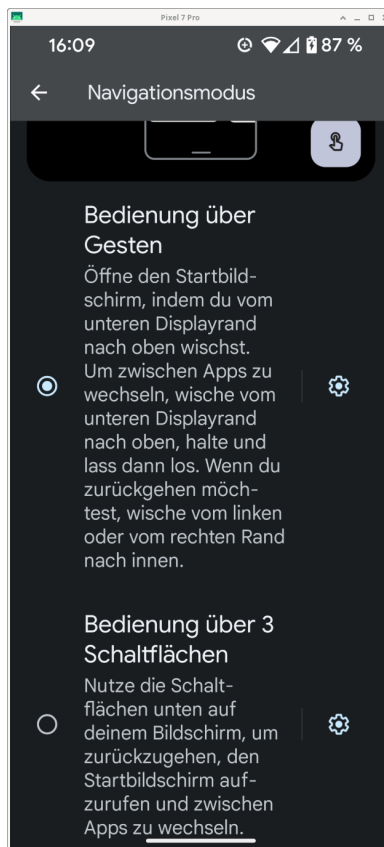 Pixel 7 Pro
16:09 87 %
Navigationsmodus
Bedienung über
Gesten
Öffne den Startbild-
schirm, indem du vom
unteren Displayrand
nach oben wischst.
Um zwischen Apps zu
wechseln, wische vom
unteren Displayrand
nach oben, halte und
lass dann los. Wenn du
zurückgehen möch-
test, wische vom linken
oder vom rechten Rand
nach innen.
Bedienung über 3
Schaltflächen
Nutze die Schalt-
flächen unten auf
deinem Bildschirm, um
zurückzugehen, den
Startbildschirm auf-
zurufen und zwischen
Apps zu wechseln.